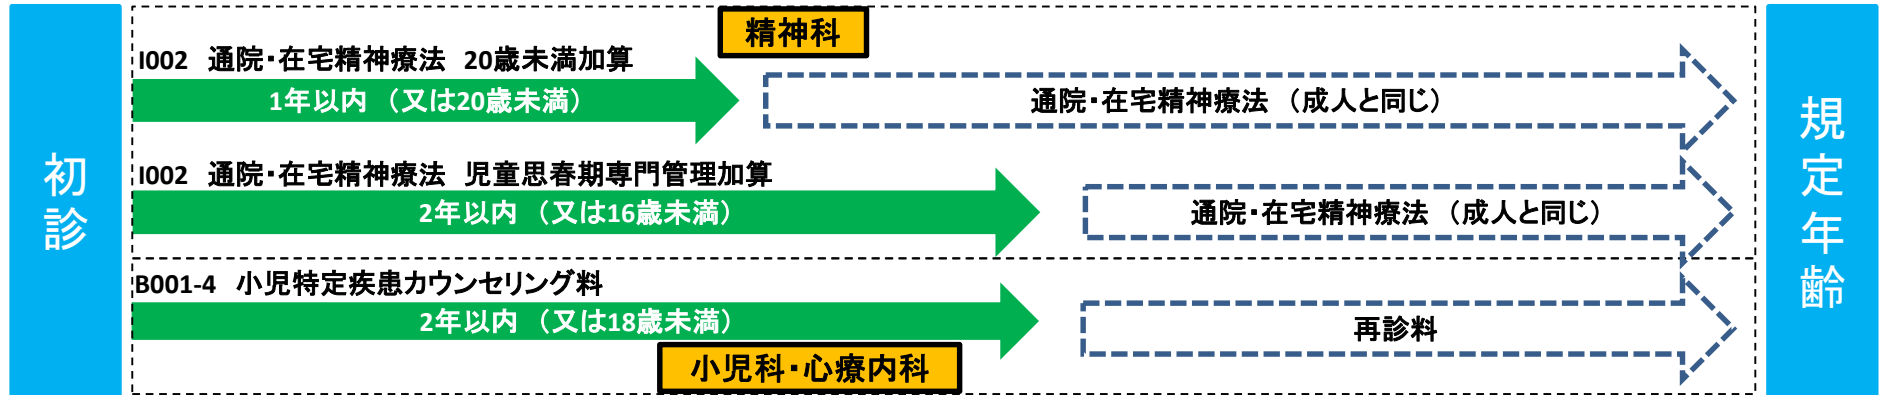 初診
精神科
I002 通院・在宅精神療法 20歳未満加算
1年以内 （又は20歳未満）
通院・在宅精神療法 （成人と同じ）
I002 通院・在宅精神療法 児童思春期専門管理加算
2年以内 （又は16歳未満）
通院・在宅精神療法 （成人と同じ）
B001-4 小児特定疾患カウンセリング料
2年以内 （又は18歳未満）
再診料
小児科・心療内科
規定年齢